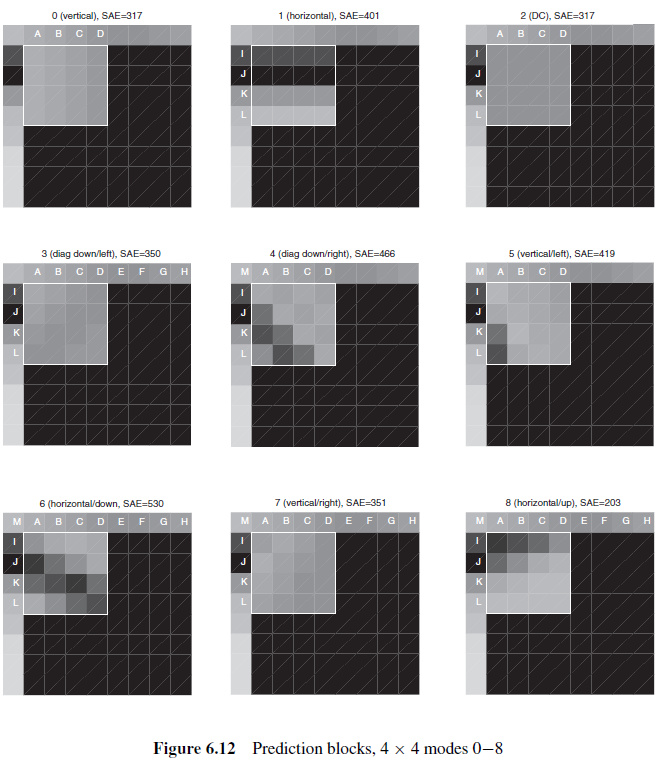 0 (vertical), SAE=317
A B C D
I
J
K
L
1 (horizontal), SAE=401
A B C D
I
J
K
L
2 (DC), SAE=317
A B C D
I
J
K
L
3 (diag down/left), SAE=350
A B C D E F G H
I
J
K
L
4 (diag down/right), SAE=466
M A B C D
I
J
K
L
5 (vertical/left), SAE=419
M A B C D
I
J
K
L
6 (horizontal/down, SAE=530
M A B C D E F G H
I
J
K
L
7 (vertical/right), SAE=351
M A B C D E F G H
I
J
K
L
8 (horizontal/up), SAE=203
M A B C D E F G H
I
J
K
L
Figure 6.12 Prediction blocks, 4 × 4 modes 0–8